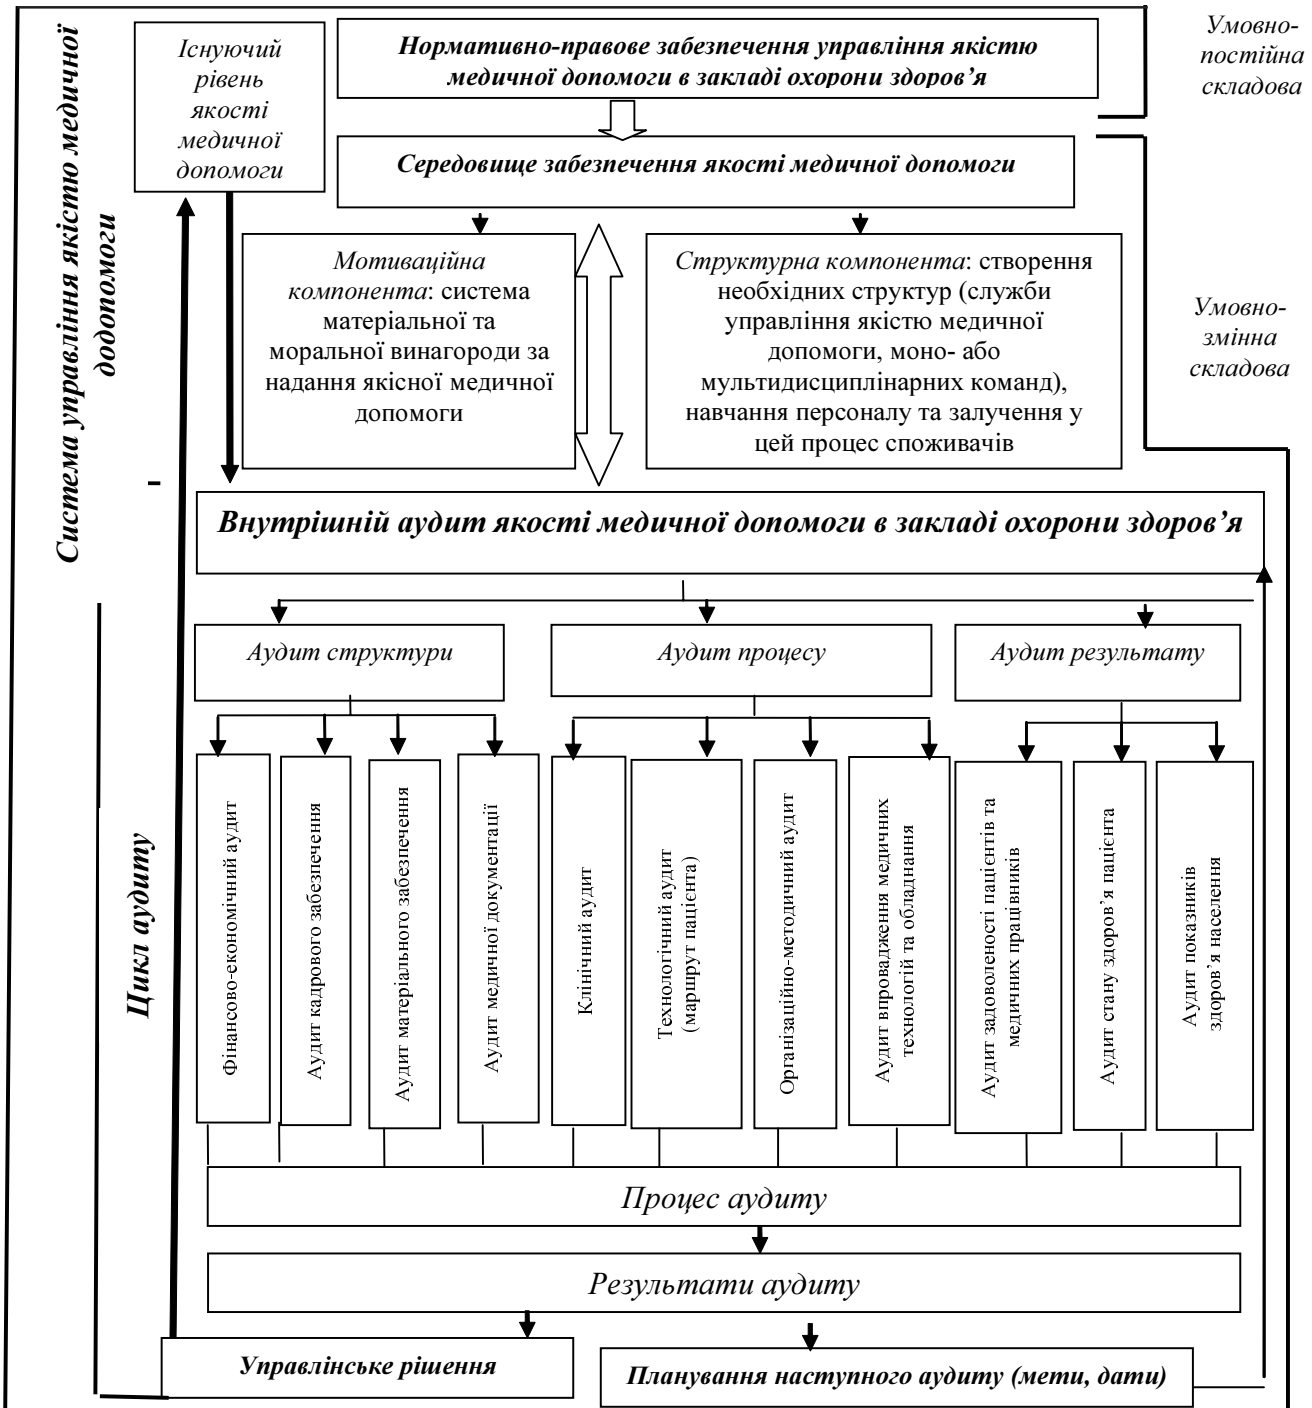 Умовно-
постійна
складова
Існуючий
рівень
якості
медичної
допомоги
Нормативно-правове забезпечення управління якістю
медичної допомоги в закладі охорони здоров’я
Система управління якістю медичної
додопомоги
Середовище забезпечення якості медичної допомоги
Мотиваційна
компонента: система
матеріальної та
моральної винагороди за
надання якісної медичної
допомоги
Структурна компонента: створення
необхідних структур (служби
управління якістю медичної
допомоги, моно- або
мультидисциплінарних команд),
навчання персоналу та залучення у
цей процес споживачів
Умовно-
змінна
складова
Внутрішній аудит якості медичної допомоги в закладі охорони здоров’я
Цикл аудиту
Аудит структури
Аудит процесу
Аудит результату
Фінансово-економічний аудит
Аудит кадрового забезпечення
Аудит матеріального забезпечення
Аудит медичної документації
Клінічний аудит
Технологічний аудит
(маршрут пацієнта)
Організаційно-методичний аудит
Аудит впровадження медичних
технологій та обладнання
Аудит задоволеності пацієнтів та
медичних працівників
Аудит стану здоров’я пацієнта
Аудит показників
здоров’я населення
Процес аудиту
Результати аудиту
Управлінське рішення
Планування наступного аудиту (мети, дати)